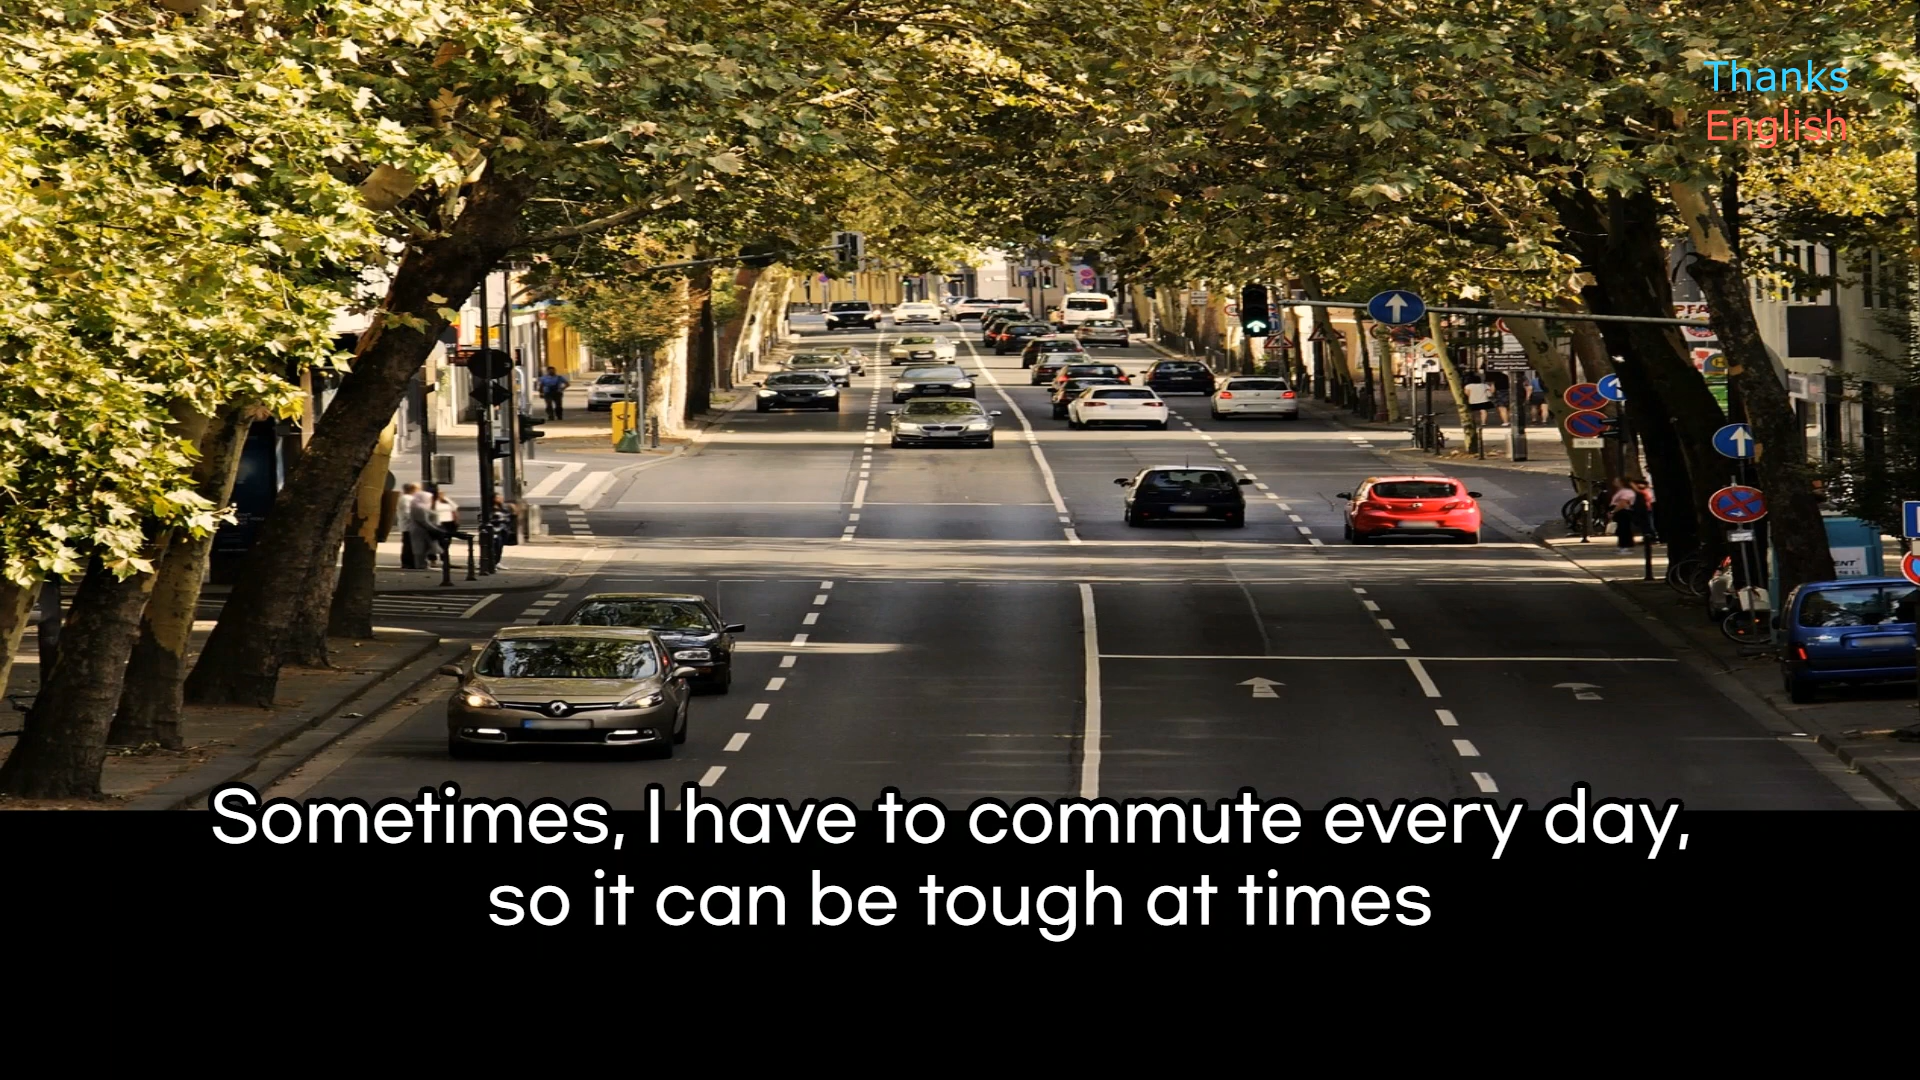 Thanks
English
Sometimes, I have to commute every day,
so it can be tough at times